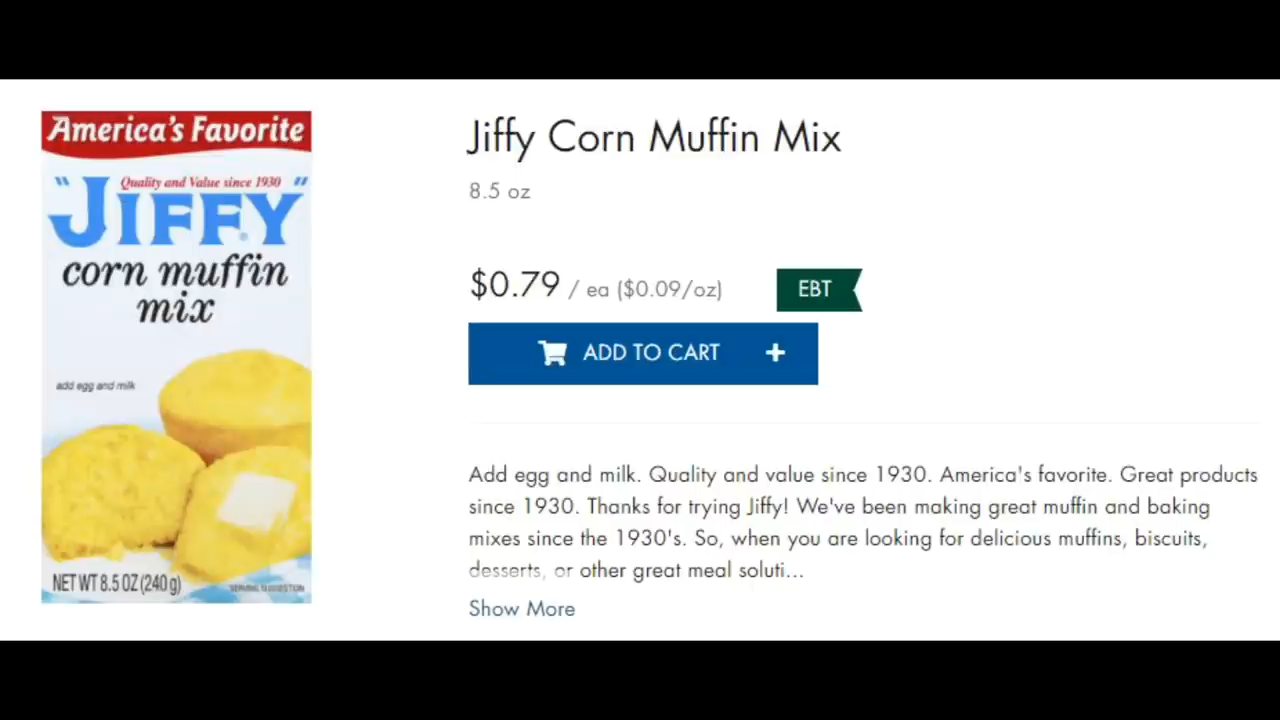 America's Favorite
Quality and Value since 1930
"JIFFY"
corn muffin
mix
add egg and milk
NET WT 8.5 OZ (240 g)
SERVING SUGGESTION
Jiffy Corn Muffin Mix
8.5 oz
$0.79 / ea ($0.09/oz)
EBT
ADD TO CART +
Add egg and milk. Quality and value since 1930. America's favorite. Great products
since 1930. Thanks for trying Jiffy! We've been making great muffin and baking
mixes since the 1930's. So, when you are looking for delicious muffins, biscuits,
desserts, or other great meal soluti...
Show More